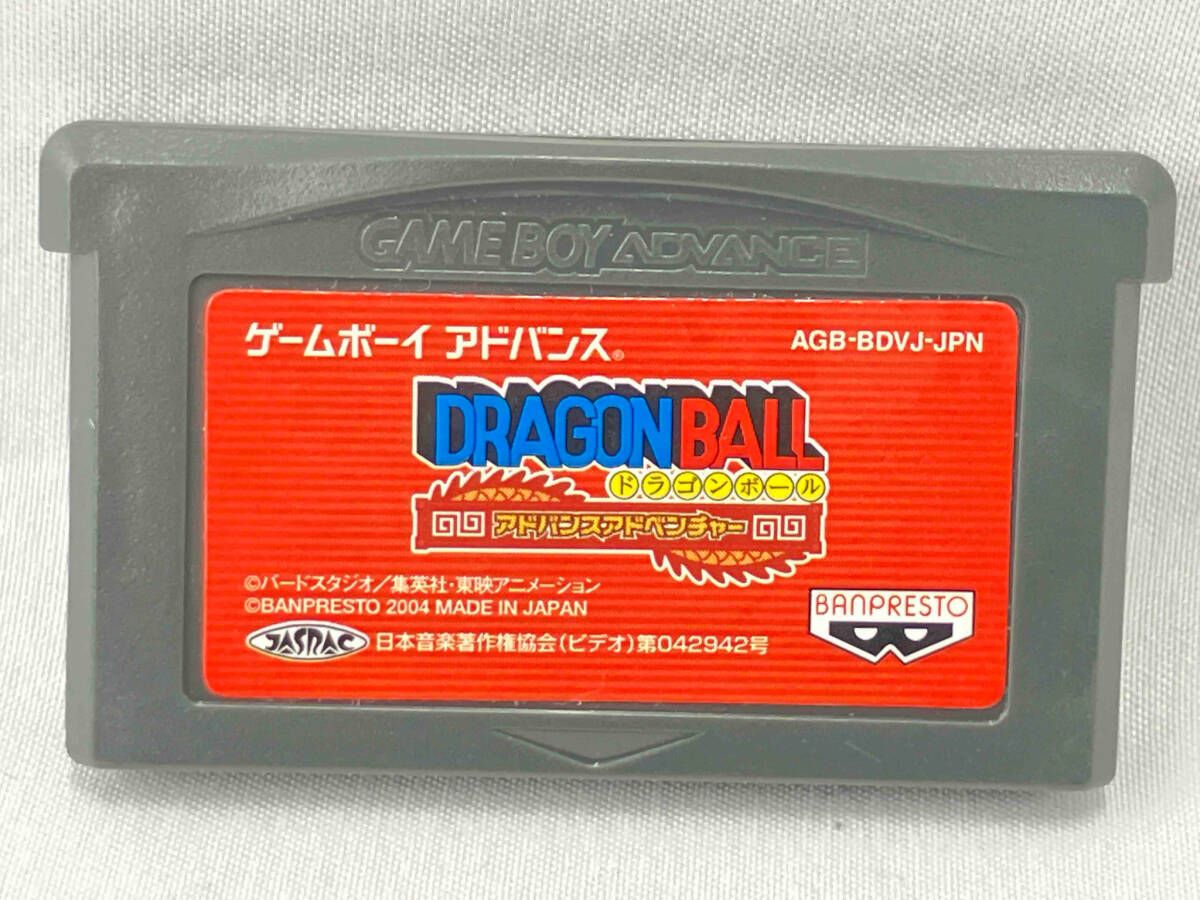 GAME BOY ADVANCE
ゲームボーイ アドバンス® AGB-BDVJ-JPN
DRAGON BALL
ドラゴンボール
アドバンスアドベンチャー
©バードスタジオ/集英社・東映アニメーション
©BANPRESTO 2004 MADE IN JAPAN
BANPRESTO
JASRAC 日本音楽著作権協会(ビデオ)第042942号